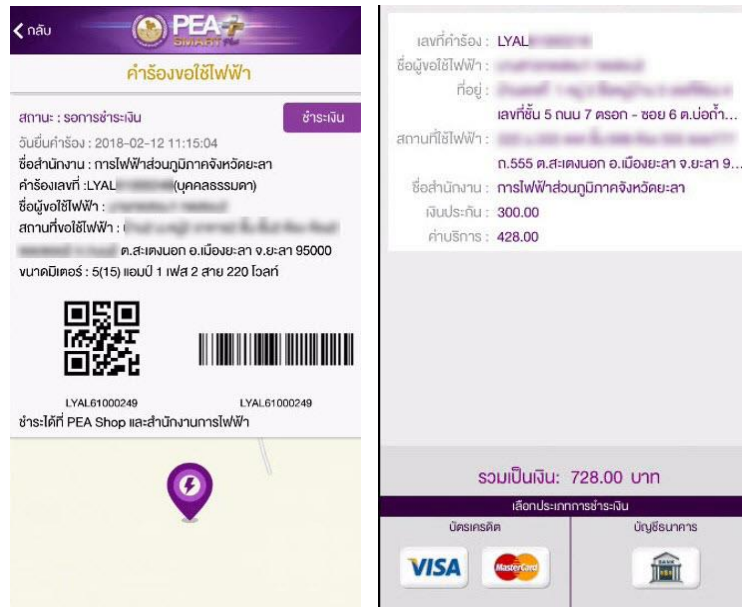 กลับ
PEA
SMART
คำร้องขอใช้ไฟฟ้า
สถานะ : รอการชำระเงิน
ชำระเงิน
วันยื่นคำร้อง : 2018-02-12 11:15:04
ชื่อสำนักงาน : การไฟฟ้าส่วนภูมิภาคจังหวัดยะลา
คำร้องเลขที่ :LYAL (บุคคลธรรมดา)
ชื่อผู้ขอใช้ไฟฟ้า :
สถานที่ขอใช้ไฟฟ้า :
ต.สะเตงนอก อ.เมืองยะลา จ.ยะลา 95000
ขนาดมิเตอร์ : 5(15) แอมป์ 1 เฟส 2 สาย 220 โวลท์
LYAL61000249
LYAL61000249
ชำระได้ที่ PEA Shop และสำนักงานการไฟฟ้า
เลขที่คำร้อง : LYAL
ชื่อผู้ขอใช้ไฟฟ้า :
ที่อยู่ :
เลขที่ชั้น 5 ถนน 7 ตรอก - ซอย 6 ต.บ่อถ้ำ...
สถานที่ใช้ไฟฟ้า :
ถ.555 ต.สะเตงนอก อ.เมืองยะลา จ.ยะลา 9...
ชื่อสำนักงาน : การไฟฟ้าส่วนภูมิภาคจังหวัดยะลา
เงินประกัน : 300.00
ค่าบริการ : 428.00
รวมเป็นเงิน: 728.00 บาท
เลือกประเภทการชำระเงิน
บัตรเครดิต
บัญชีธนาคาร
VISA
MasterCard
BANK